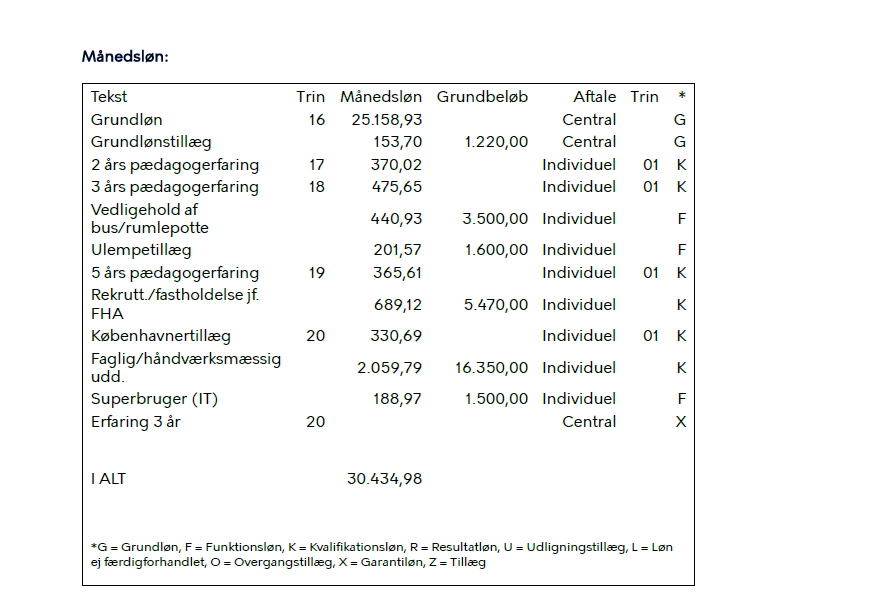 Månedsløn:
Tekst Trin Månedsløn Grundbeløb Aftale Trin *
Grundløn 16 25.158,93 Central G
Grundlønstillæg 153,70 1.220,00 Central G
2 års pædagogerfaring 17 370,02 Individuel 01 K
3 års pædagogerfaring 18 475,65 Individuel 01 K
Vedligehold af
bus/rumlepotte 440,93 3.500,00 Individuel F
Ulempetillæg 201,57 1.600,00 Individuel F
5 års pædagogerfaring 19 365,61 Individuel 01 K
Rekrutt./fastholdelse jf.
FHA 689,12 5.470,00 Individuel K
Københavnertillæg 20 330,69 Individuel 01 K
Faglig/håndværksmæssig
udd. 2.059,79 16.350,00 Individuel K
Superbruger (IT) 188,97 1.500,00 Individuel F
Erfaring 3 år 20 Central X
I ALT 30.434,98
*G = Grundløn, F = Funktionsløn, K = Kvalifikationsløn, R = Resultatløn, U = Udligningstillæg, L = Løn
ej færdigforhandlet, O = Overgangstillæg, X = Garantiløn, Z = Tillæg